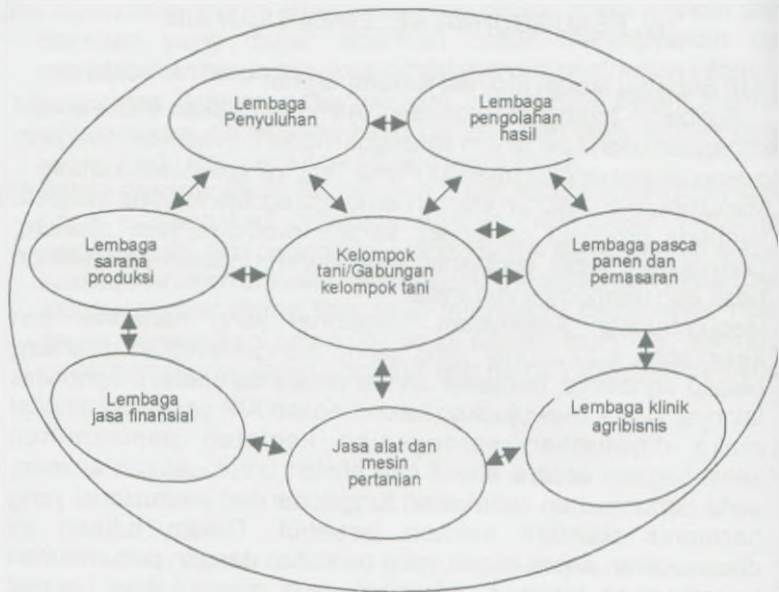 Lembaga
Penyuluhan
Lembaga
pengolahan
hasil
Lembaga
sarana
produksi
Kelompok
tani/Gabungan
kelompok tani
Lembaga pasca
panen dan
pemasaran
Lembaga
jasa finansial
Jasa alat dan
mesin
pertanian
Lembaga klinik
agribisnis